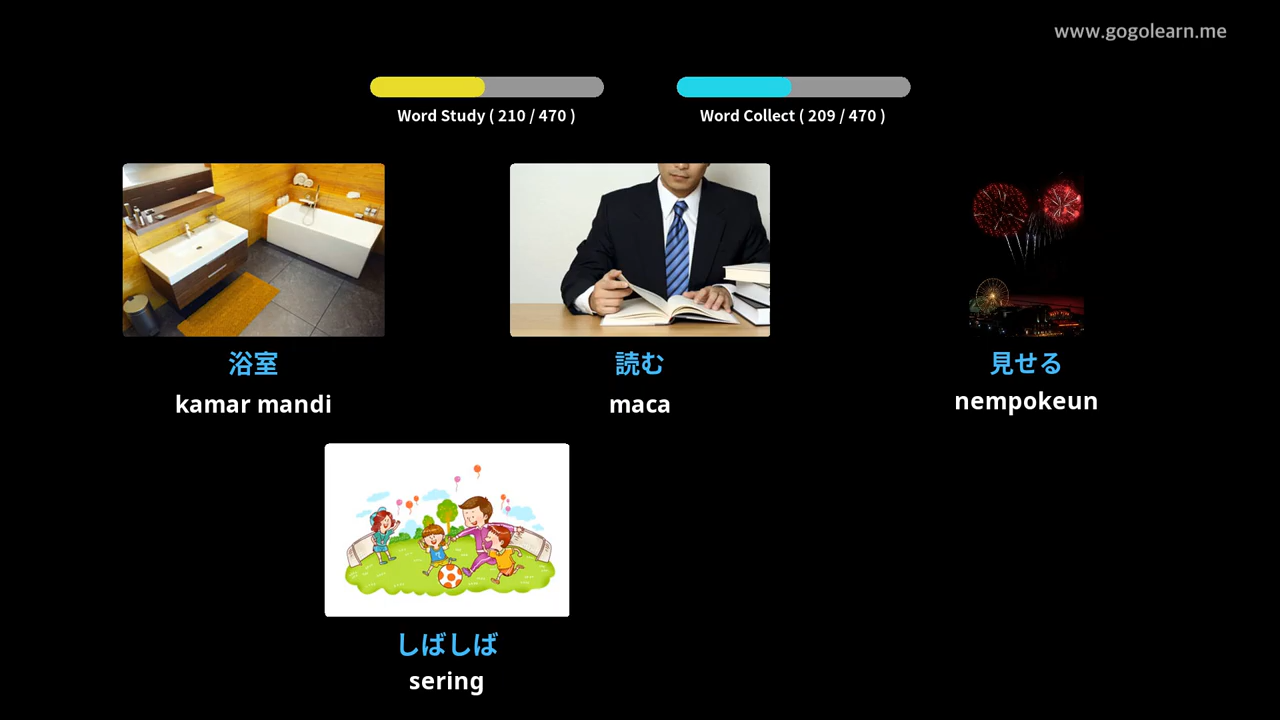 www.gogolearn.me
Word Study ( 210 / 470 )
Word Collect ( 209 / 470 )
浴室
kamar mandi
読む
maca
見せる
nempokeun
しばしば
sering